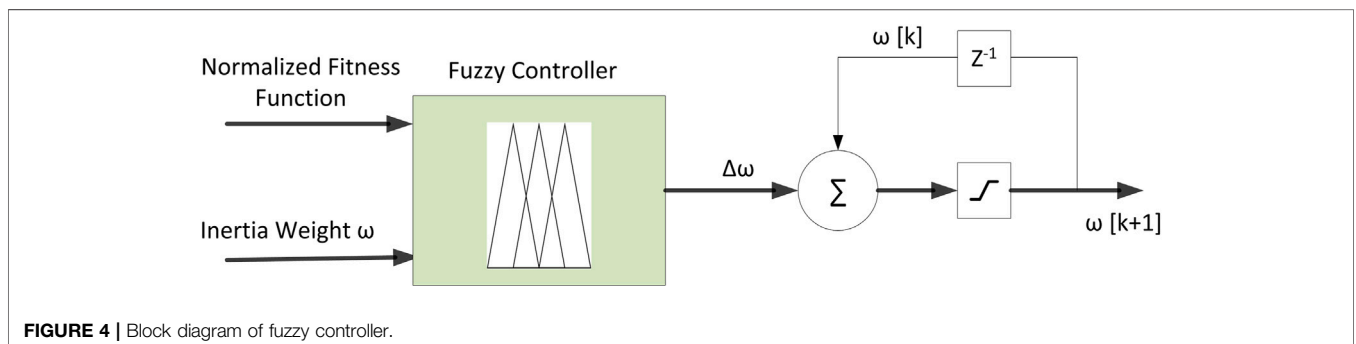 Normalized Fitness
Function
Fuzzy Controller
Inertia Weight ω
Δω
Σ
ω [k]
Z-1
ω [k+1]
FIGURE 4 | Block diagram of fuzzy controller.